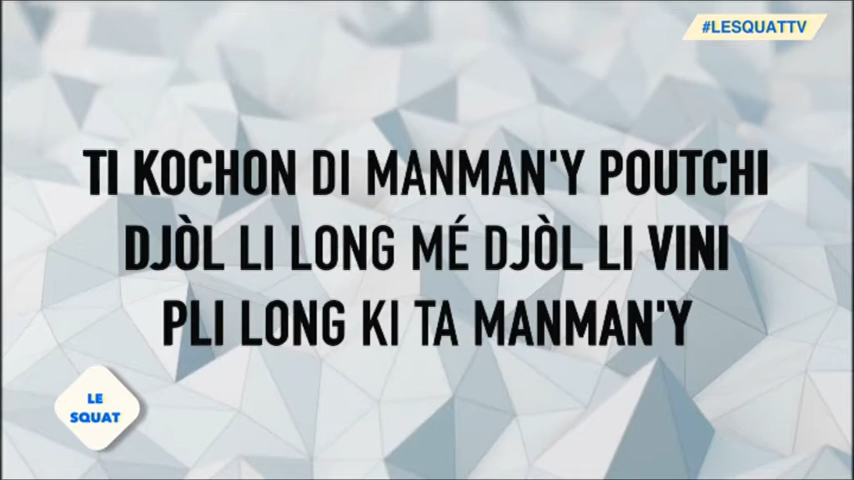 #LESQUATTV
TI KOCHON DI MANMAN'Y POUTCHI
DJÒL LI LONG MÉ DJÒL LI VINI
PLI LONG KI TA MANMAN'Y
LE
SQUAT